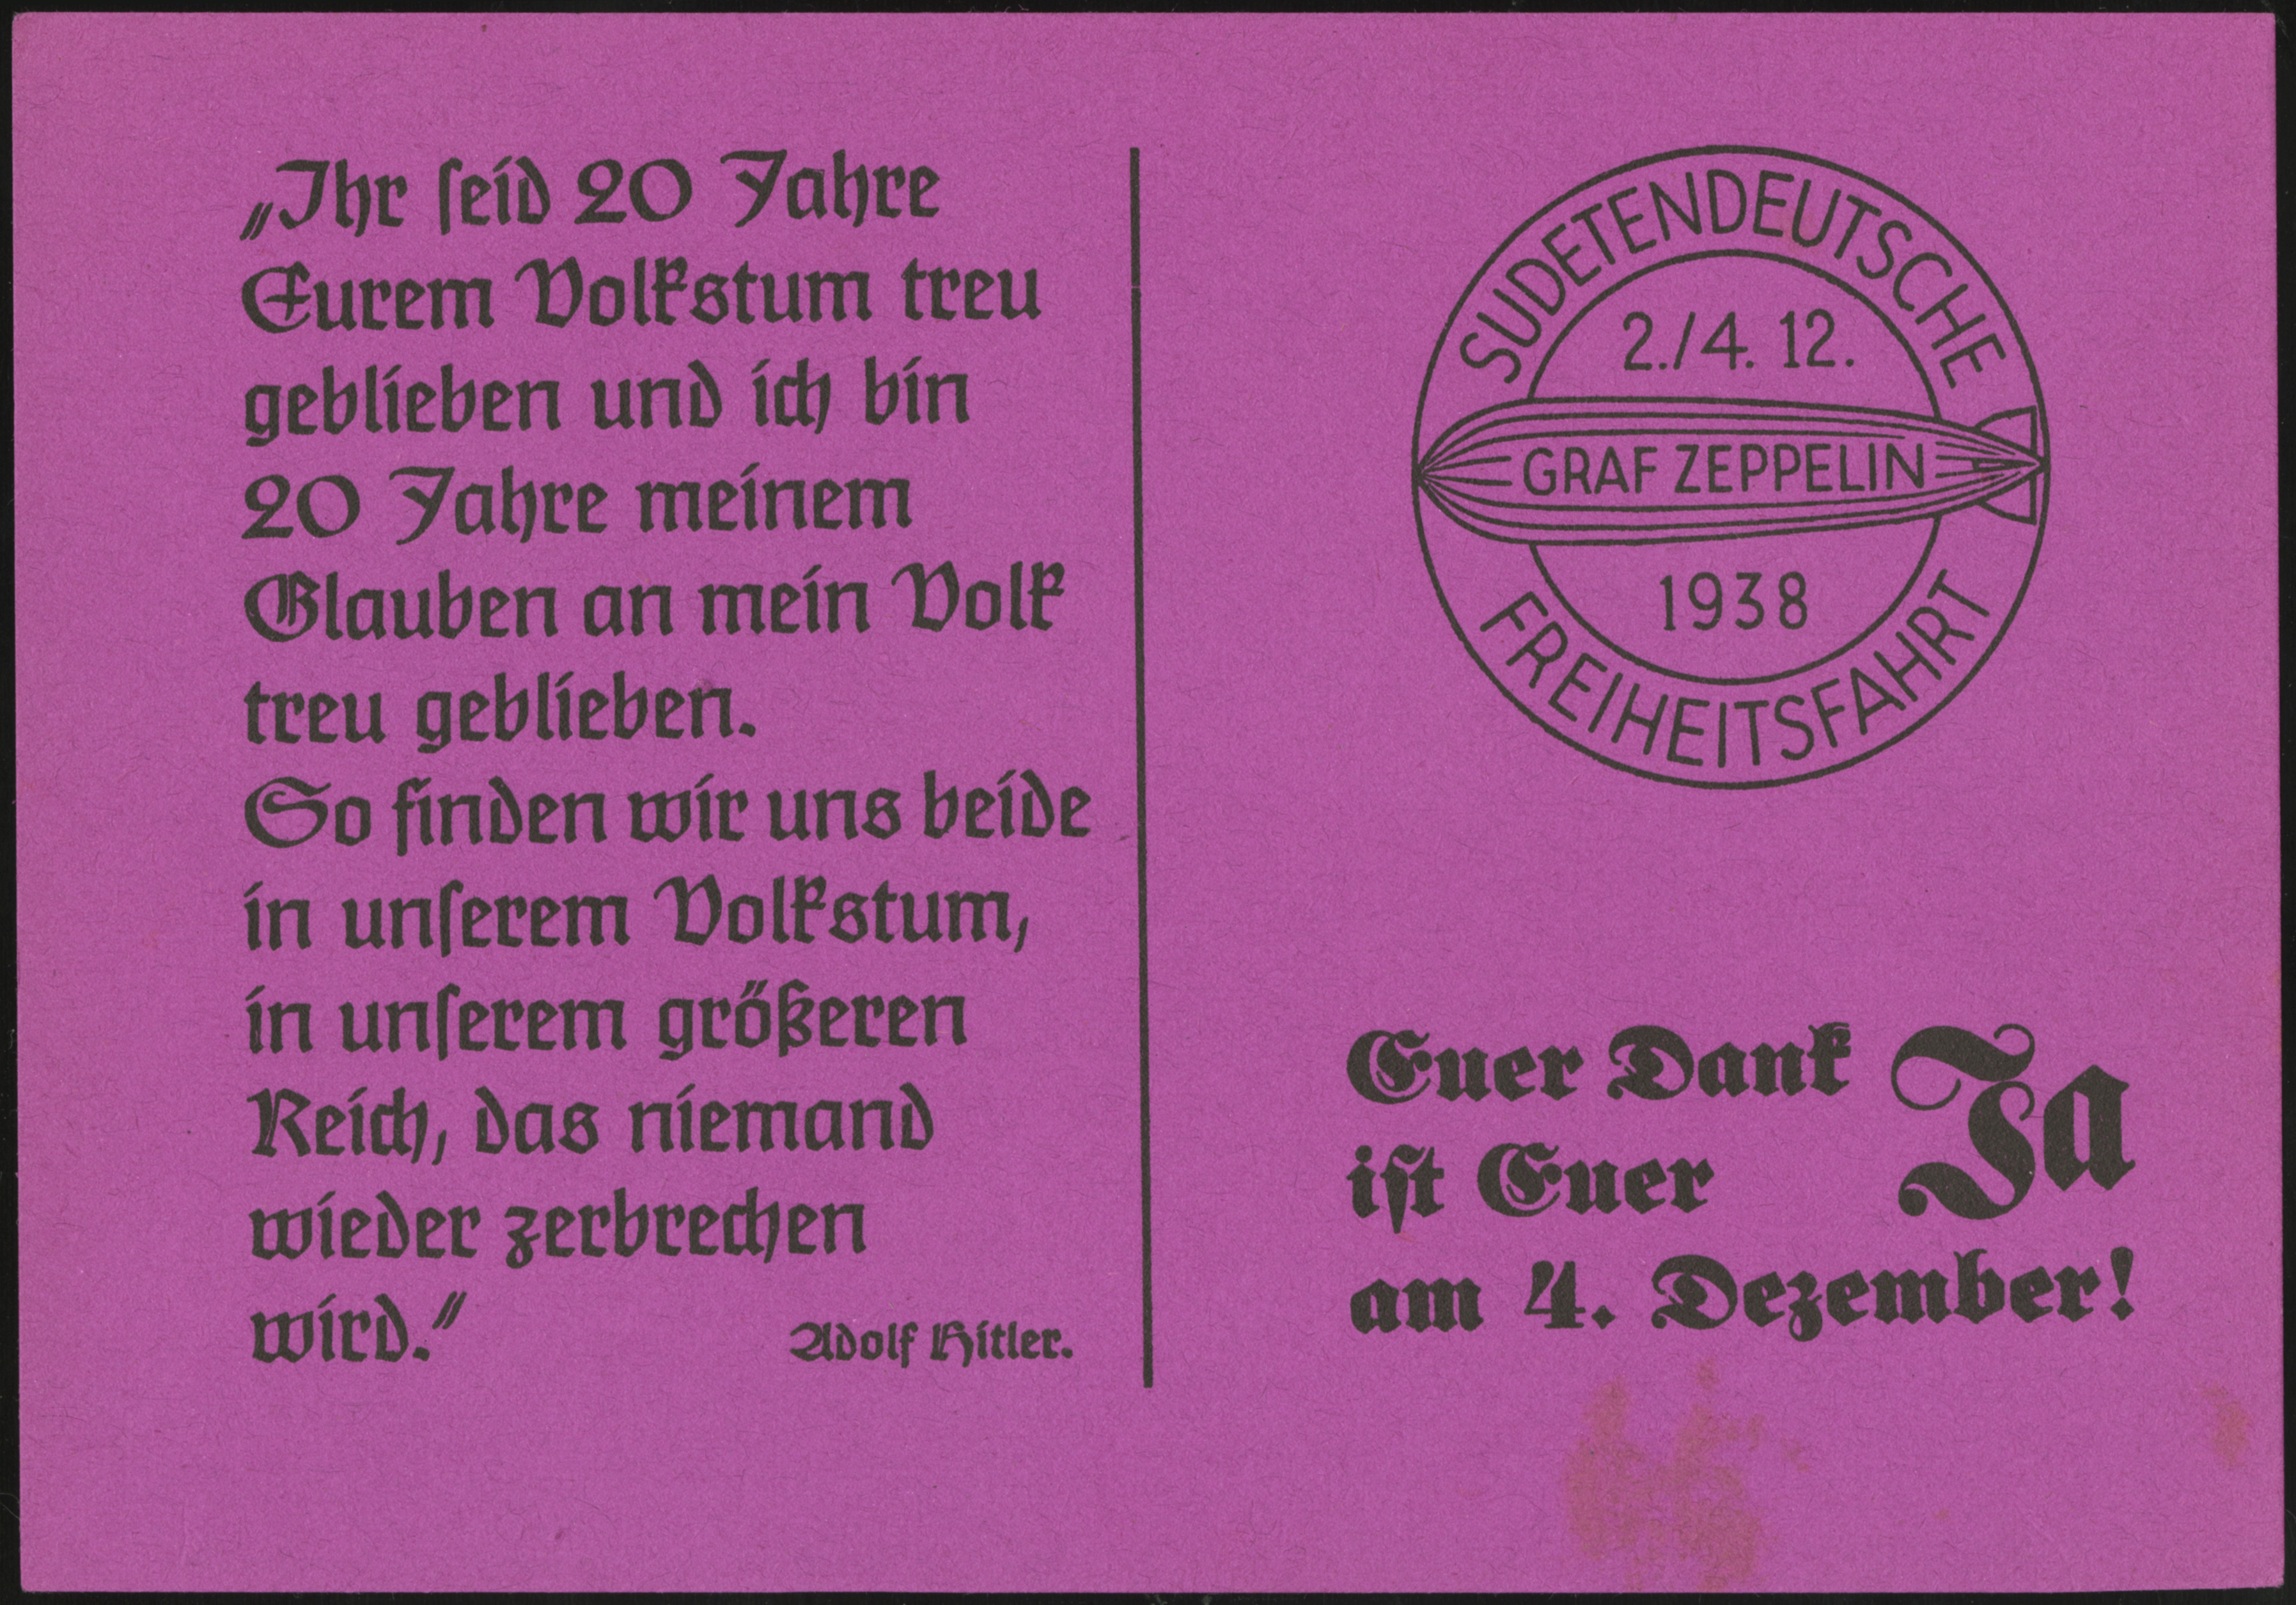 „Ihr ſeid 20 Jahre
Eurem Volkstum treu
geblieben und ich bin
20 Jahre meinem
Glauben an mein Volk
treu geblieben.
So finden wir uns beide
in unſerem Volkstum,
in unſerem größeren
Reich, das niemand
wieder zerbrechen
wird.“
Adolf Hitler.
SUDETENDEUTSCHE
2./4. 12.
GRAF ZEPPELIN
1938
FREIHEITSFAHRT
Euer Dank Ja
iſt Euer
am 4. Dezember!